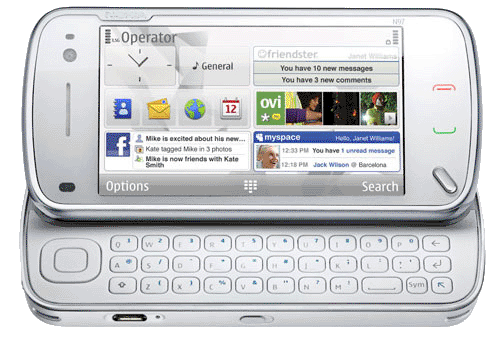 NOKIA
N97
3.5G Operator
♪ General
friendster. Janet Williams
You have 10 new messages
You have 3 new comments
12
ovi
Mike is excited about his new...
Kate tagged Mike in 3 photos
Mike is now friends with Kate Smith
myspace Hello, Janet Williams!
12:33 PM You have 1 unread message
12:18 PM Jack Wilson @ Barcelona
Options Search
Q W E R T Y U I O P ←
A S D F G H J K L
Z X C V B N M Sym